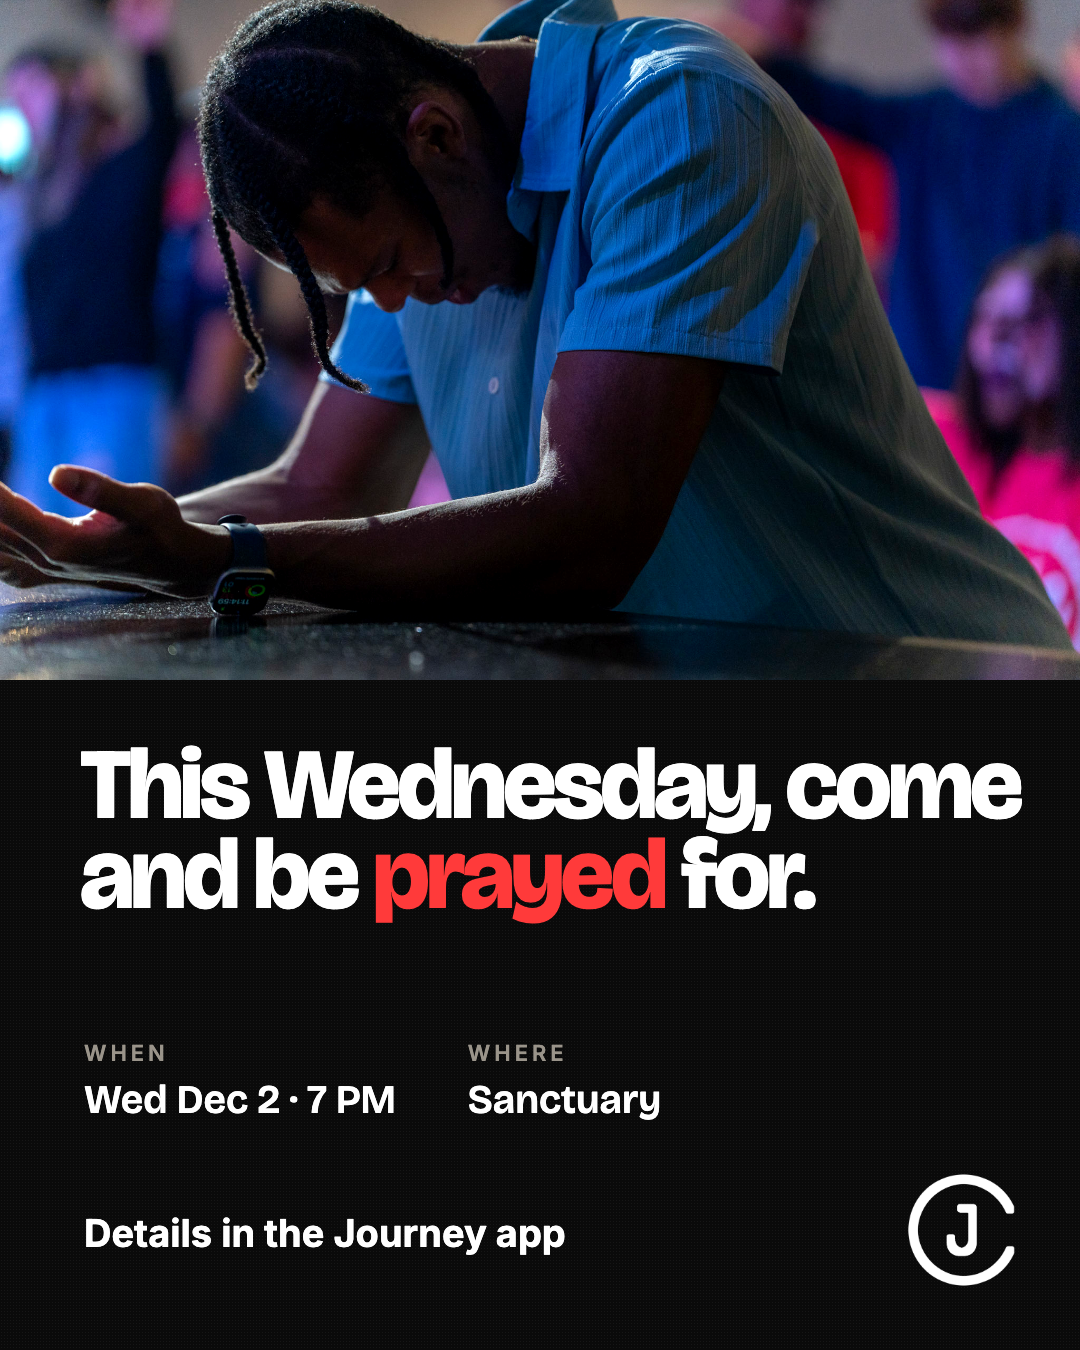 This Wednesday, come
and be prayed for.
WHEN
Wed Dec 2 · 7 PM
WHERE
Sanctuary
Details in the Journey app
J